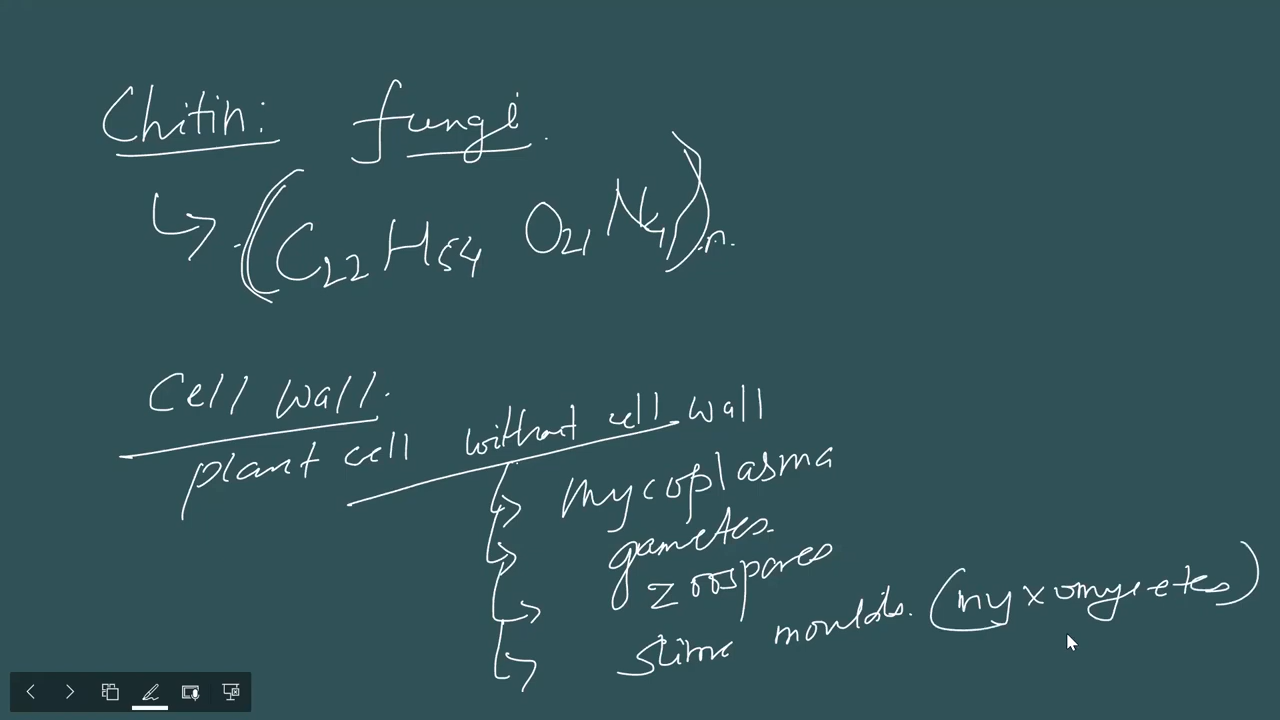 Chitin: fungi.
(C22 H54 O21 N4)n.
Cell wall.
plant cell without cell wall
mycoplasma
gametes.
zoospores
slime moulds. (myxomycetes)